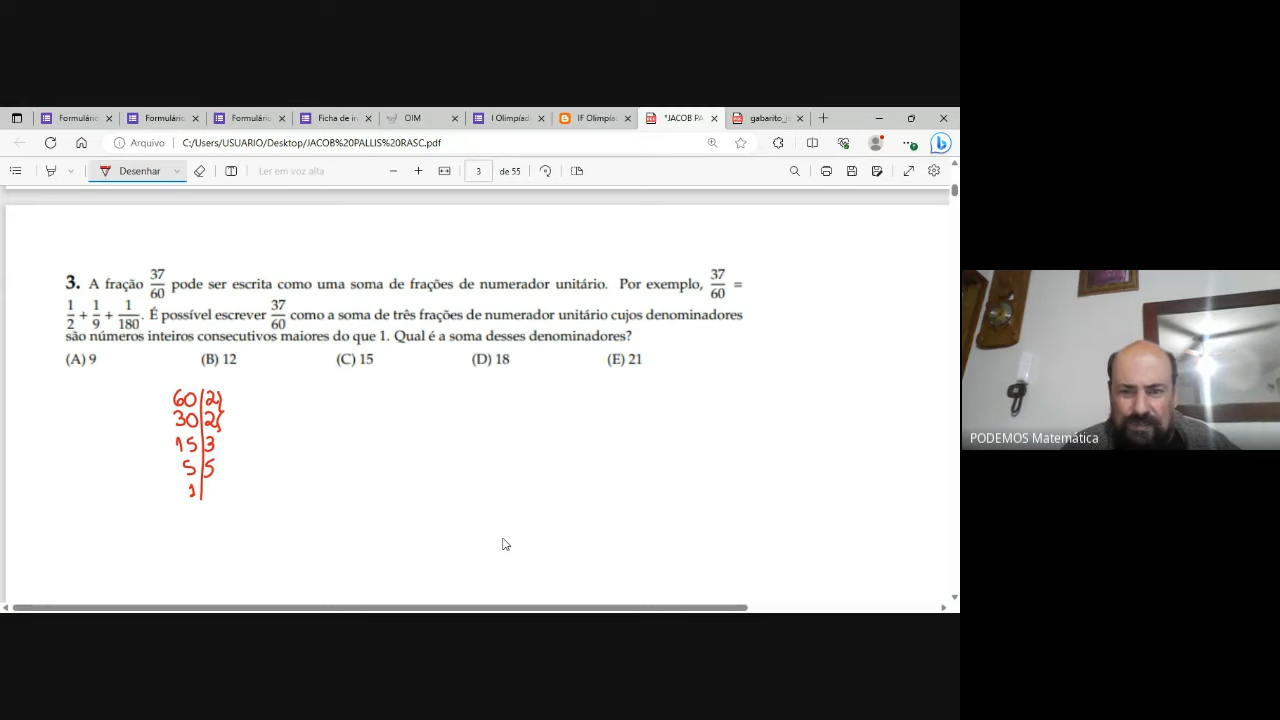 Formulário
Formulário
Formulário
Ficha de in
OIM
I Olimpíad
IF Olimpíad
*JACOB PA
gabarito_ja
Arquivo C:/Users/USUARIO/Desktop/JACOB%20PALLIS%20RASC.pdf
Desenhar
Ler em voz alta
3 de 55
3. A fração 37/60 pode ser escrita como uma soma de frações de numerador unitário. Por exemplo, 37/60 =
1/2 + 1/9 + 1/180. É possível escrever 37/60 como a soma de três frações de numerador unitário cujos denominadores
são números inteiros consecutivos maiores do que 1. Qual é a soma desses denominadores?
(A) 9 (B) 12 (C) 15 (D) 18 (E) 21
60 2
30 2
15 3
5 5
1
PODEMOS Matemática